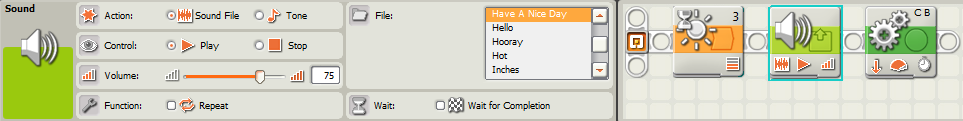 Sound
Action: Sound File Tone
Control: Play Stop
Volume: 75
Function: Repeat
File: Have A Nice Day
Hello
Hooray
Hot
Inches
Wait: Wait for Completion
3
C B